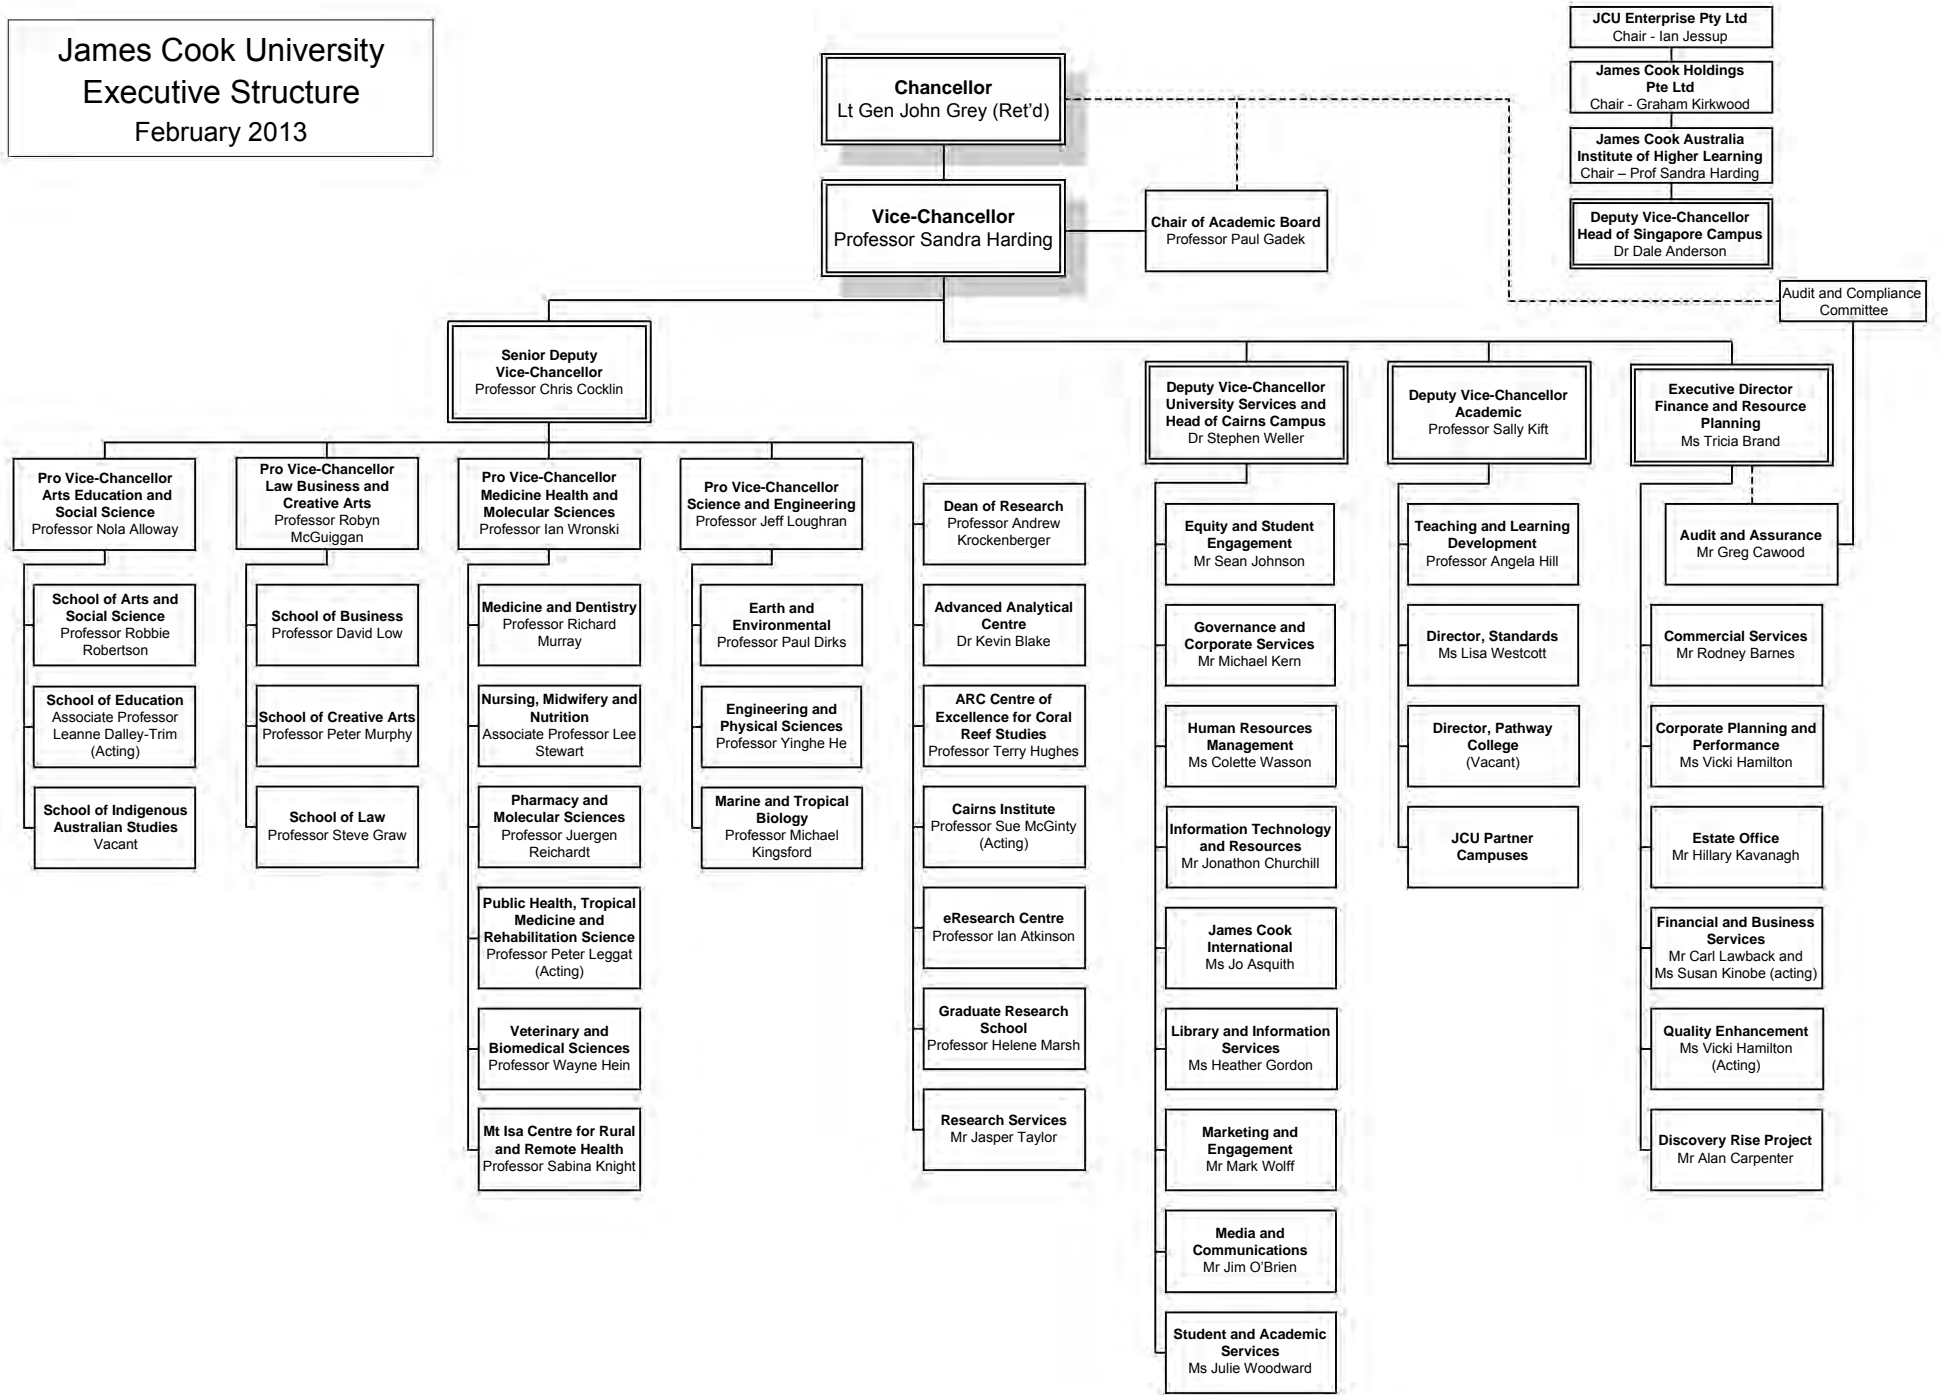 James Cook University
Executive Structure
February 2013
JCU Enterprise Pty Ltd
Chair - Ian Jessup
James Cook Holdings
Pte Ltd
Chair - Graham Kirkwood
James Cook Australia
Institute of Higher Learning
Chair – Prof Sandra Harding
Deputy Vice-Chancellor
Head of Singapore Campus
Dr Dale Anderson
Chancellor
Lt Gen John Grey (Ret’d)
Vice-Chancellor
Professor Sandra Harding
Chair of Academic Board
Professor Paul Gadek
Audit and Compliance
Committee
Senior Deputy
Vice-Chancellor
Professor Chris Cocklin
Deputy Vice-Chancellor
University Services and
Head of Cairns Campus
Dr Stephen Weller
Deputy Vice-Chancellor
Academic
Professor Sally Kift
Executive Director
Finance and Resource
Planning
Ms Tricia Brand
Pro Vice-Chancellor
Arts Education and
Social Science
Professor Nola Alloway
School of Arts and
Social Science
Professor Robbie
Robertson
School of Education
Associate Professor
Leanne Dalley-Trim
(Acting)
School of Indigenous
Australian Studies
Vacant
Pro Vice-Chancellor
Law Business and
Creative Arts
Professor Robyn
McGuiggan
School of Business
Professor David Low
School of Creative Arts
Professor Peter Murphy
School of Law
Professor Steve Graw
Pro Vice-Chancellor
Medicine Health and
Molecular Sciences
Professor Ian Wronski
Medicine and Dentistry
Professor Richard
Murray
Nursing, Midwifery and
Nutrition
Associate Professor Lee
Stewart
Pharmacy and
Molecular Sciences
Professor Juergen
Reichardt
Public Health, Tropical
Medicine and
Rehabilitation Science
Professor Peter Leggat
(Acting)
Veterinary and
Biomedical Sciences
Professor Wayne Hein
Mt Isa Centre for Rural
and Remote Health
Professor Sabina Knight
Pro Vice-Chancellor
Science and Engineering
Professor Jeff Loughran
Earth and
Environmental
Professor Paul Dirks
Engineering and
Physical Sciences
Professor Yinghe He
Marine and Tropical
Biology
Professor Michael
Kingsford
Dean of Research
Professor Andrew
Krockenberger
Advanced Analytical
Centre
Dr Kevin Blake
ARC Centre of
Excellence for Coral
Reef Studies
Professor Terry Hughes
Cairns Institute
Professor Sue McGinty
(Acting)
eResearch Centre
Professor Ian Atkinson
Graduate Research
School
Professor Helene Marsh
Research Services
Mr Jasper Taylor
Equity and Student
Engagement
Mr Sean Johnson
Governance and
Corporate Services
Mr Michael Kern
Human Resources
Management
Ms Colette Wasson
Information Technology
and Resources
Mr Jonathon Churchill
James Cook
International
Ms Jo Asquith
Library and Information
Services
Ms Heather Gordon
Marketing and
Engagement
Mr Mark Wolff
Media and
Communications
Mr Jim O’Brien
Student and Academic
Services
Ms Julie Woodward
Teaching and Learning
Development
Professor Angela Hill
Director, Standards
Ms Lisa Westcott
Director, Pathway
College
(Vacant)
JCU Partner
Campuses
Audit and Assurance
Mr Greg Cawood
Commercial Services
Mr Rodney Barnes
Corporate Planning and
Performance
Ms Vicki Hamilton
Estate Office
Mr Hillary Kavanagh
Financial and Business
Services
Mr Carl Lawback and
Ms Susan Kinobe (acting)
Quality Enhancement
Ms Vicki Hamilton
(Acting)
Discovery Rise Project
Mr Alan Carpenter